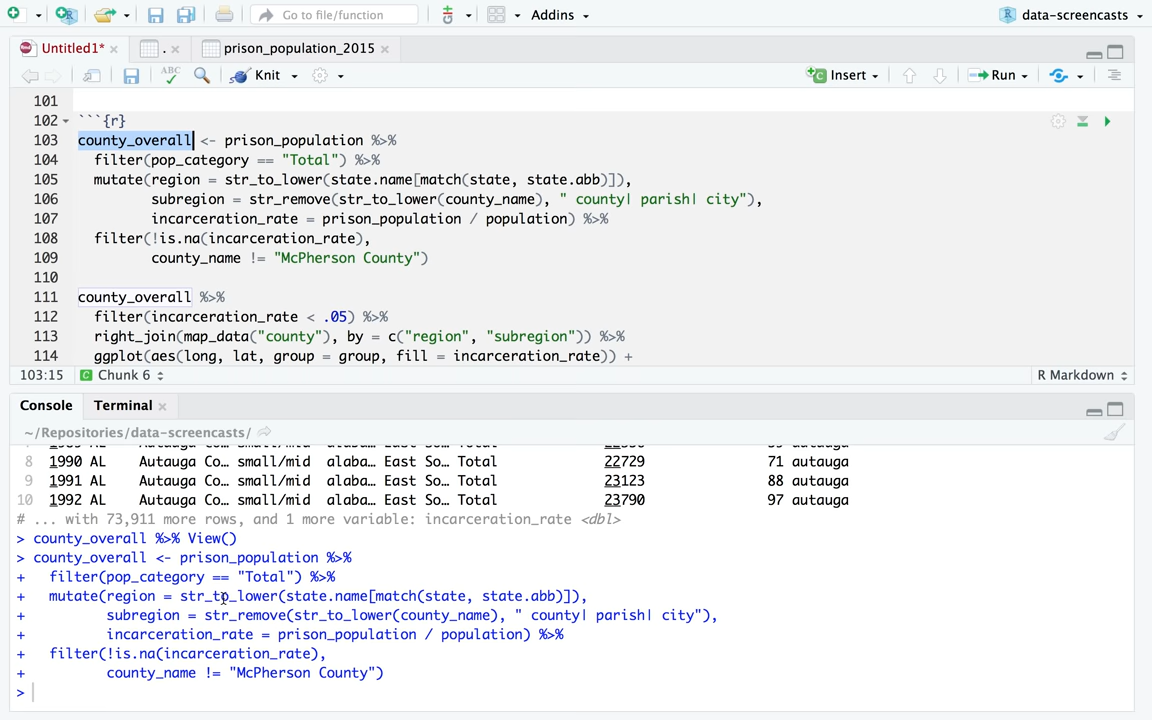 Go to file/function
Addins
data-screencasts
Untitled1*
.
prison_population_2015
ABC
Knit
Insert
Run
101
102 ```{r}
103 county_overall <- prison_population %>%
104   filter(pop_category == "Total") %>%
105   mutate(region = str_to_lower(state.name[match(state, state.abb)]),
106          subregion = str_remove(str_to_lower(county_name), " county| parish| city"),
107          incarceration_rate = prison_population / population) %>%
108   filter(!is.na(incarceration_rate),
109          county_name != "McPherson County")
110
111 county_overall %>%
112   filter(incarceration_rate < .05) %>%
113   right_join(map_data("county"), by = c("region", "subregion")) %>%
114   ggplot(aes(long, lat, group = group, fill = incarceration_rate)) +
103:15 Chunk 6 R Markdown
Console Terminal
~/Repositories/data-screencasts/
8 1990 AL Autauga Co… small/mid alaba… East So… Total 22729 71 autauga
9 1991 AL Autauga Co… small/mid alaba… East So… Total 23123 88 autauga
10 1992 AL Autauga Co… small/mid alaba… East So… Total 23790 97 autauga
# ... with 73,911 more rows, and 1 more variable: incarceration_rate <dbl>
> county_overall %>% View()
> county_overall <- prison_population %>%
+   filter(pop_category == "Total") %>%
+   mutate(region = str_to_lower(state.name[match(state, state.abb)]),
+          subregion = str_remove(str_to_lower(county_name), " county| parish| city"),
+          incarceration_rate = prison_population / population) %>%
+   filter(!is.na(incarceration_rate),
+          county_name != "McPherson County")
>